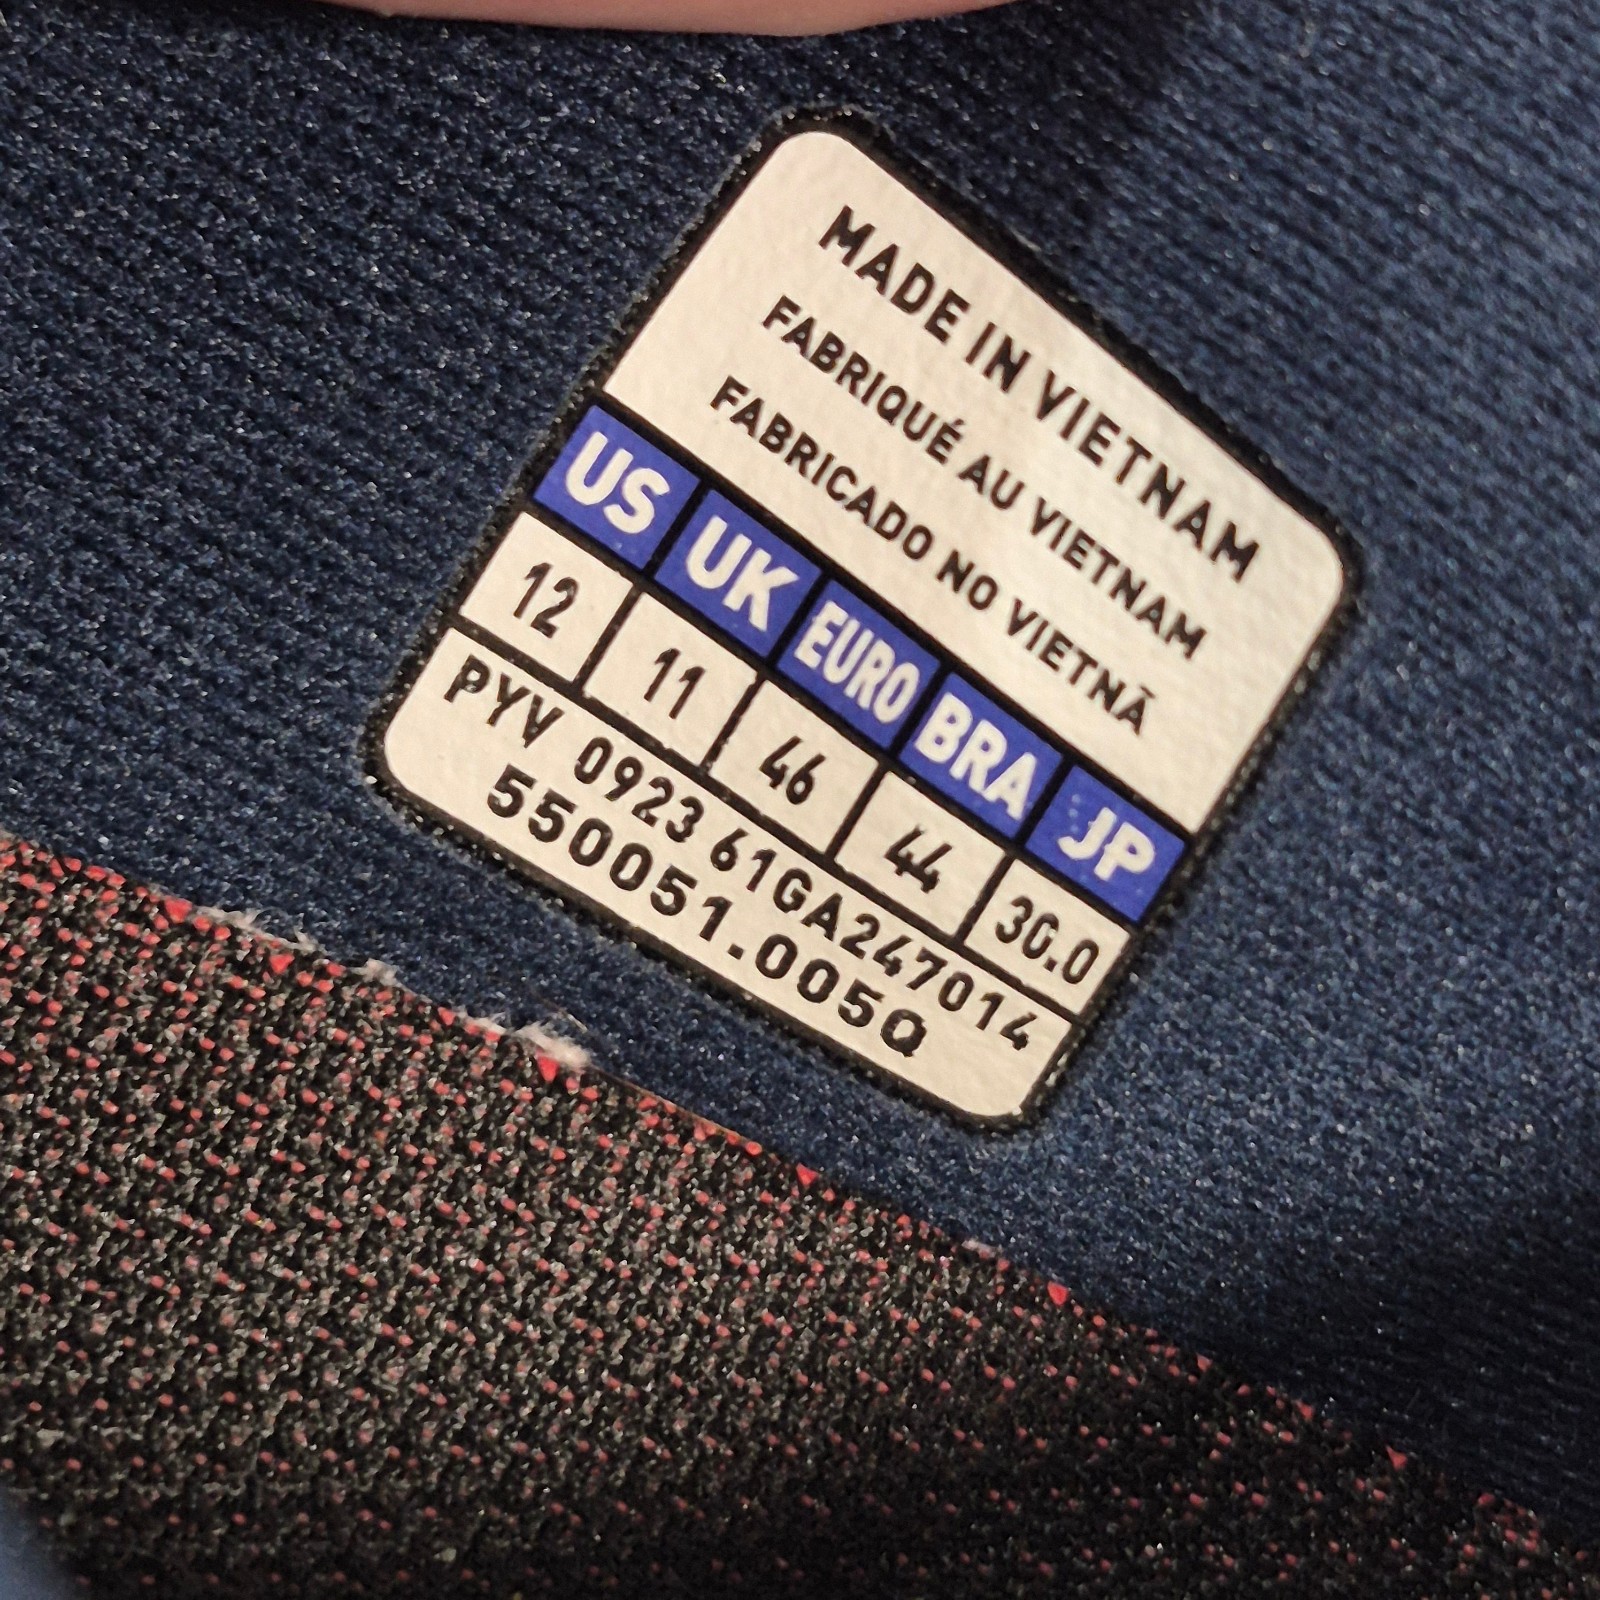 MADE IN VIETNAM
FABRIQUÉ AU VIETNAM
FABRICADO NO VIETNÃ
US UK EURO BRA JP
12 11 46 44 30.0
PYV 0923 61GA247014
550051.005Q